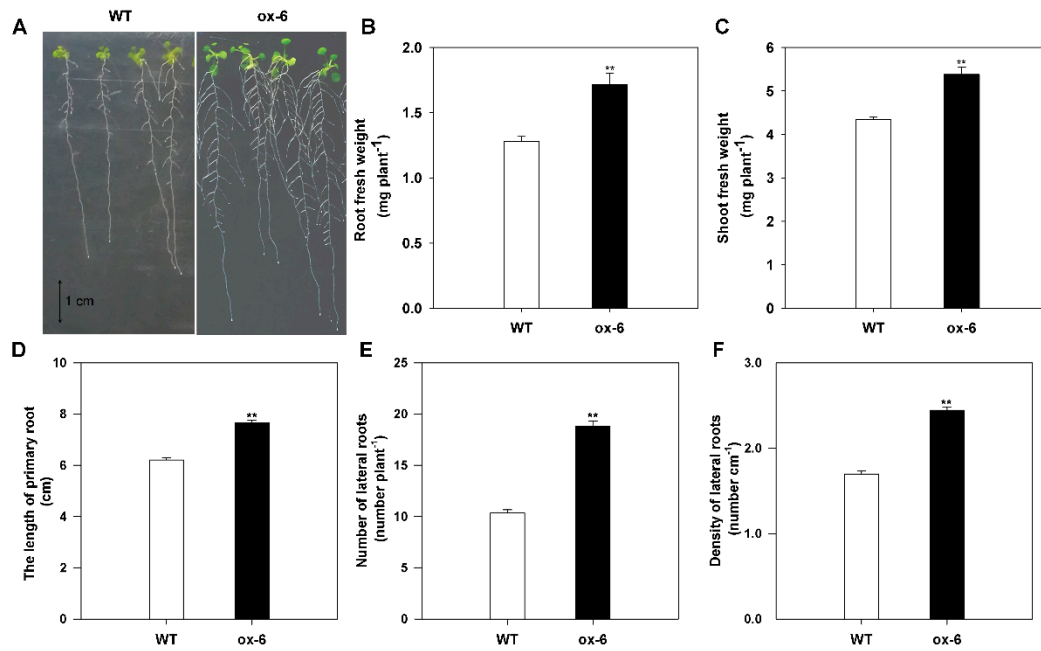 WT
ox-6
A
1 cm
B
Root fresh weight
(mg plant⁻¹)
2.0
1.5
1.0
0.5
0.0
**
WT
ox-6
C
Shoot fresh weight
(mg plant⁻¹)
6
5
4
3
2
1
0
**
WT
ox-6
D
The length of primary root
(cm)
10
8
6
4
2
0
**
WT
ox-6
E
Number of lateral roots
(number plant⁻¹)
25
20
15
10
5
0
**
WT
ox-6
F
Density of lateral roots
(number cm⁻¹)
3.0
2.0
1.0
0.0
**
WT
ox-6